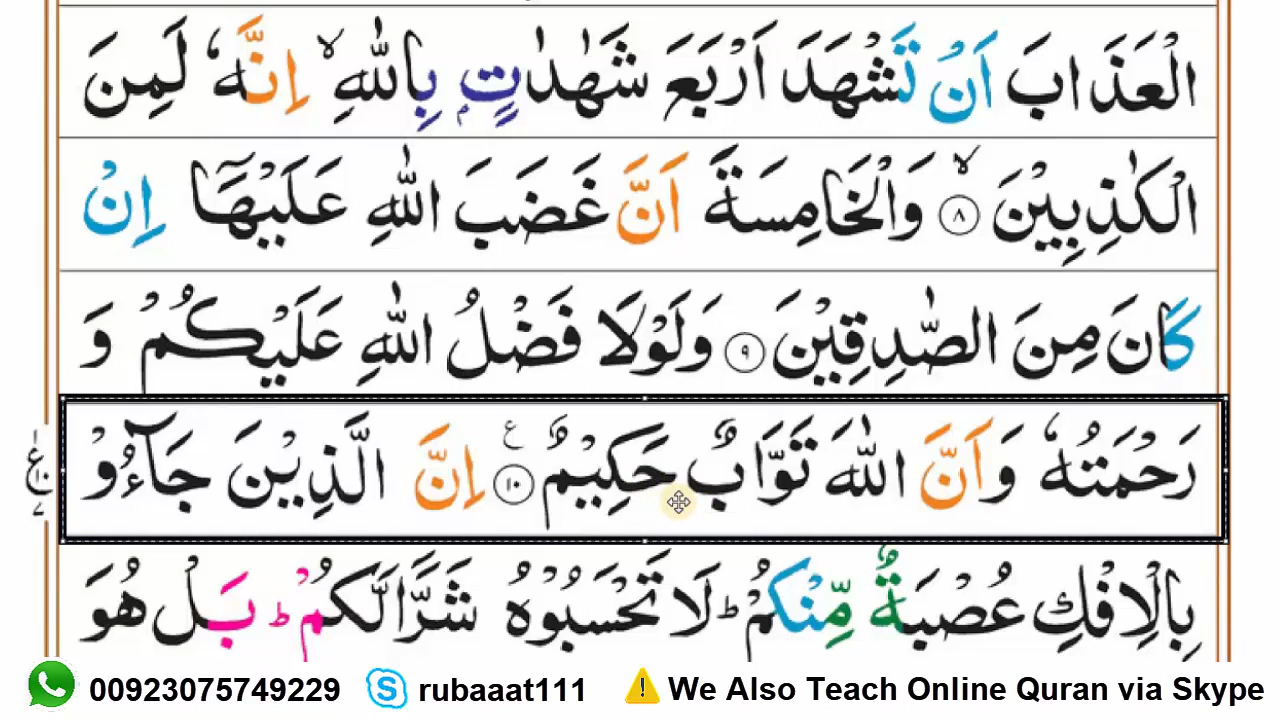 الْعَذَابَ اَنْ تَشْهَدَ اَرْبَعَ شَهٰدٰتٍۭ بِاللّٰهِ ۙ اِنَّهٗ لَمِنَ
الْكٰذِبِيْنَ ۙ ۸ وَالْخَامِسَةَ اَنَّ غَضَبَ اللّٰهِ عَلَيْهَاۤ اِنْ
كَانَ مِنَ الصّٰدِقِيْنَ ۹ وَلَوْلَا فَضْلُ اللّٰهِ عَلَيْكُمْ وَ
رَحْمَتُهٗ وَاَنَّ اللّٰهَ تَوَّابٌ حَكِيْمٌ ۱۰ ع اِنَّ الَّذِيْنَ جَآءُوْ
بِالْاِفْكِ عُصْبَةٌ مِّنْكُمْ ؕ لَا تَحْسَبُوْهُ شَرًّا لَّكُمْ ؕ بَلْ هُوَ
00923075749229 rubaaat111 We Also Teach Online Quran via Skype